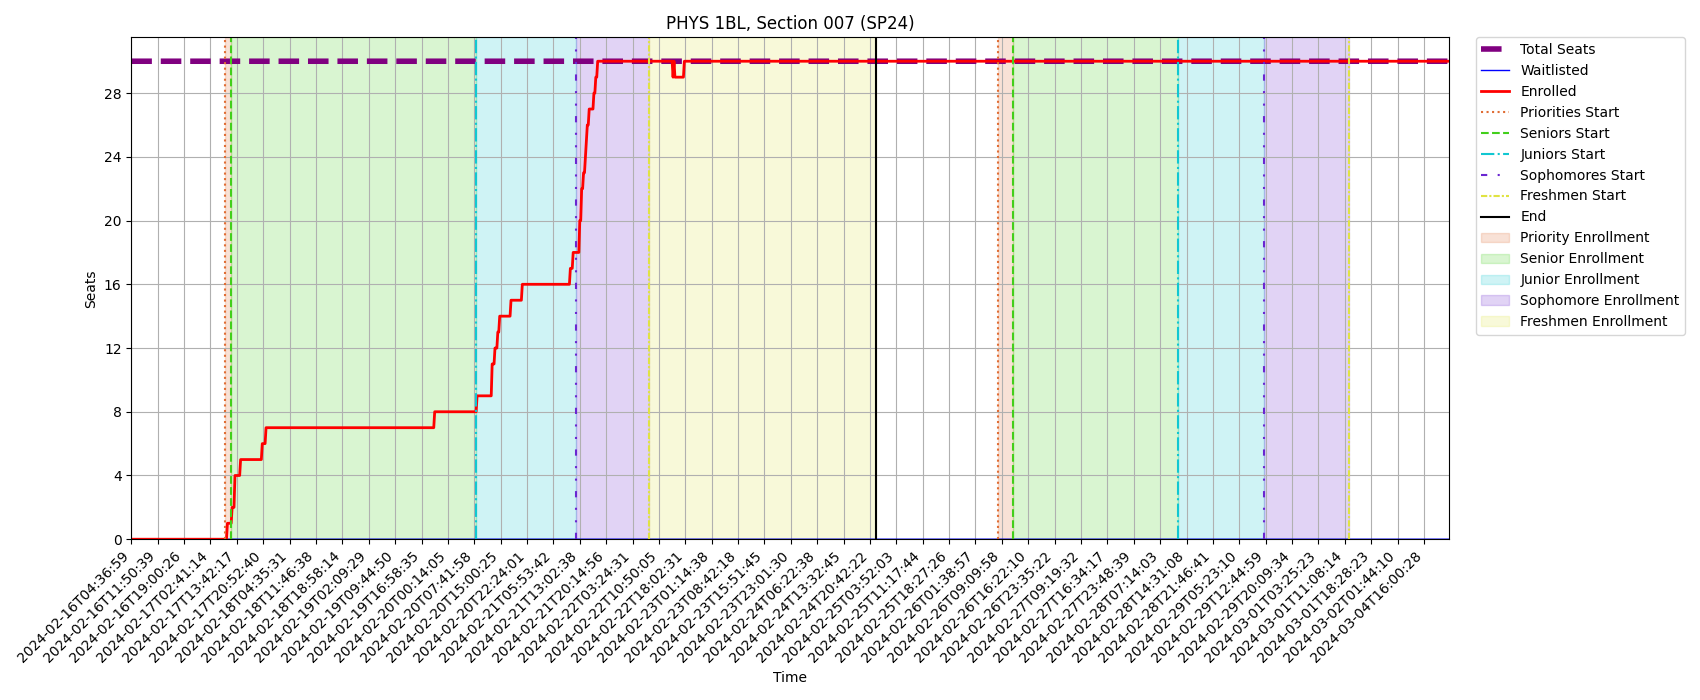 PHYS 1BL, Section 007 (SP24)
Total Seats
Waitlisted
Enrolled
Priorities Start
Seniors Start
Juniors Start
Sophomores Start
Freshmen Start
End
Priority Enrollment
Senior Enrollment
Junior Enrollment
Sophomore Enrollment
Freshmen Enrollment
Seats
28
24
20
16
12
8
4
0
2024-02-16T04:36:59
2024-02-16T11:50:39
2024-02-16T19:00:26
2024-02-17T02:41:14
2024-02-17T13:42:17
2024-02-17T20:52:40
2024-02-18T04:35:31
2024-02-18T11:46:38
2024-02-18T18:58:14
2024-02-19T02:09:29
2024-02-19T09:44:50
2024-02-19T16:58:35
2024-02-20T00:14:05
2024-02-20T07:41:58
2024-02-20T15:00:25
2024-02-20T22:24:01
2024-02-21T05:53:42
2024-02-21T13:02:38
2024-02-21T20:14:56
2024-02-22T03:24:31
2024-02-22T10:50:05
2024-02-22T18:02:31
2024-02-23T01:14:38
2024-02-23T08:42:18
2024-02-23T15:51:45
2024-02-23T23:01:30
2024-02-24T06:22:38
2024-02-24T13:32:45
2024-02-24T20:42:22
2024-02-25T03:52:03
2024-02-25T11:17:44
2024-02-25T18:27:26
2024-02-26T01:38:57
2024-02-26T09:09:58
2024-02-26T16:22:10
2024-02-26T23:35:22
2024-02-27T09:19:32
2024-02-27T16:34:17
2024-02-27T23:48:39
2024-02-28T07:14:03
2024-02-28T14:31:08
2024-02-28T21:46:41
2024-02-29T05:23:10
2024-02-29T12:44:59
2024-02-29T20:09:34
2024-03-01T03:25:23
2024-03-01T11:08:14
2024-03-01T18:28:23
2024-03-02T01:44:10
2024-03-04T16:00:28
Time